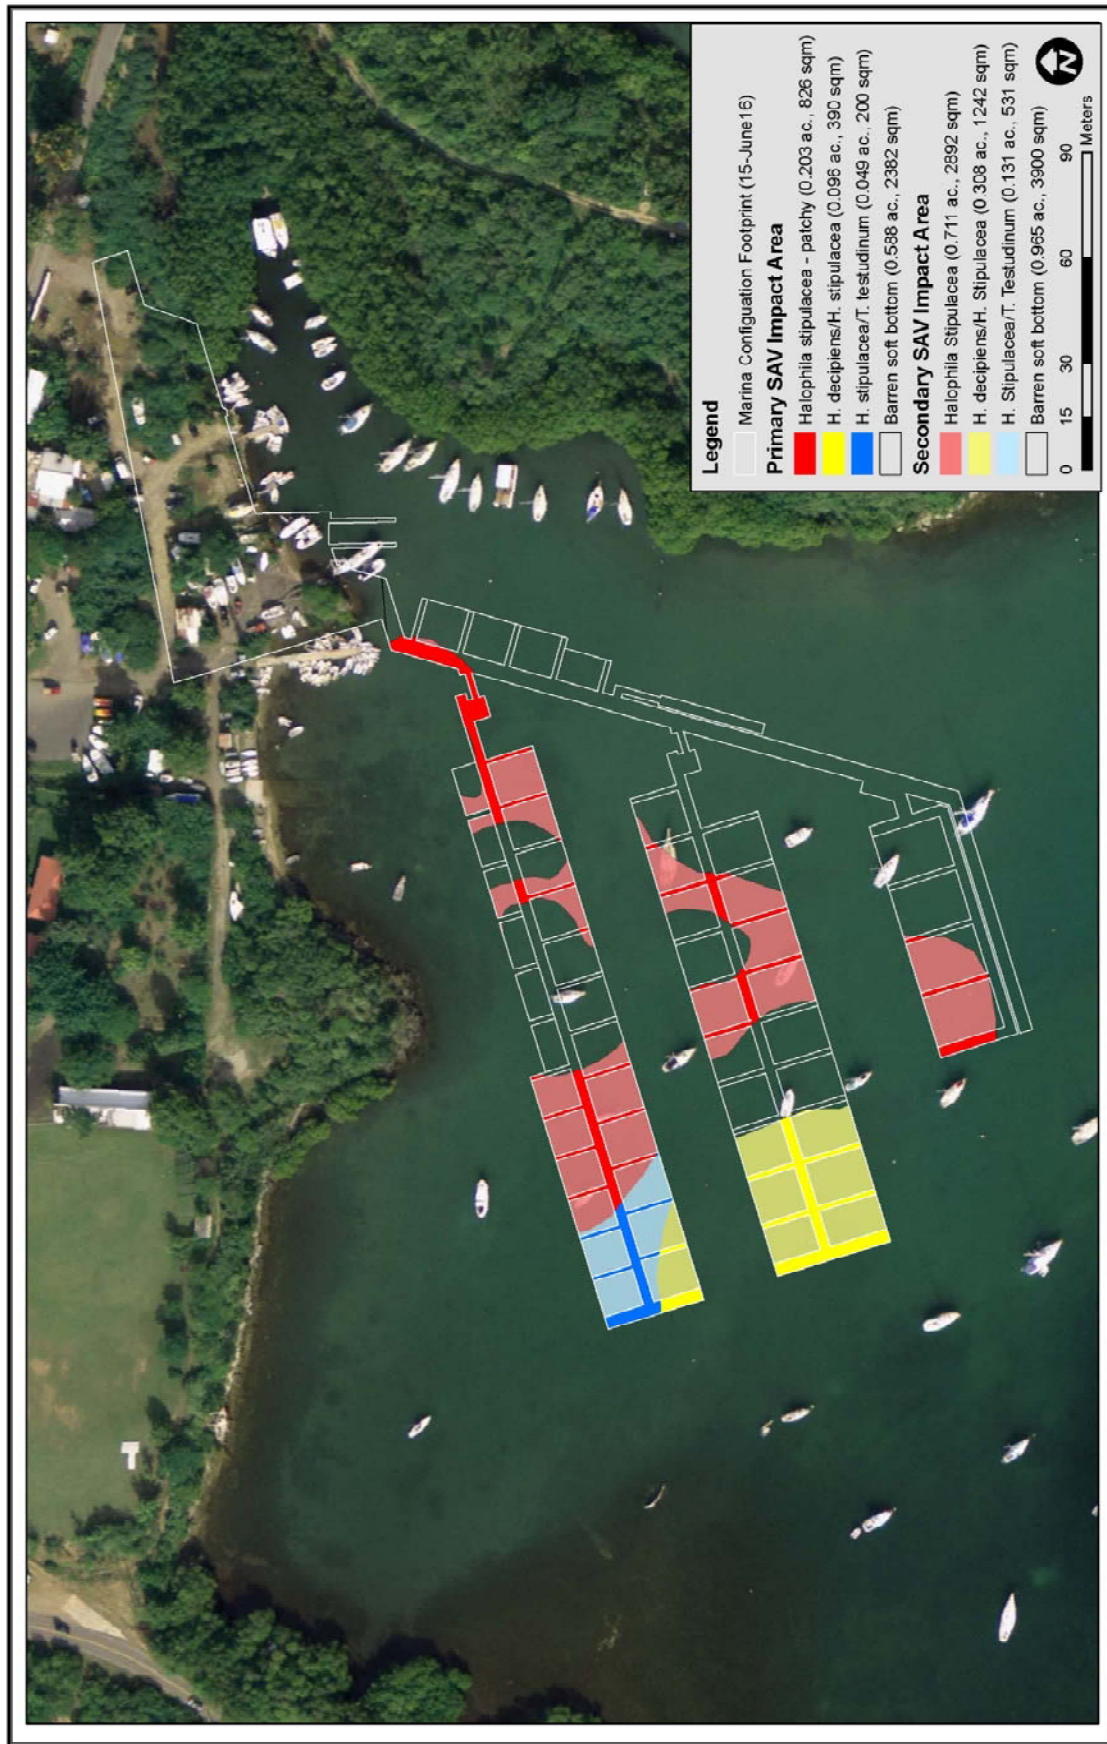 Legend
Marina Configuation Footprint (15-June16)
Primary SAV Impact Area
Halophila stipulacea - patchy (0.203 ac., 826 sqm)
H. decipiens/H. stipulacea (0.096 ac., 390 sqm)
H. stipulacea/T. testudinum (0.049 ac., 200 sqm)
Barren soft bottom (0.588 ac., 2382 sqm)
Secondary SAV Impact Area
Halophila Stipulacea (0.711 ac., 2892 sqm)
H. decipiens/H. Stipulacea (0.308 ac., 1242 sqm)
H. Stipulacea/T. Testudinum (0.131 ac., 531 sqm)
Barren soft bottom (0.965 ac., 3900 sqm)
0 15 30 60 90
Meters
N